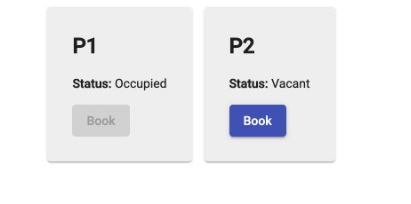 P1
Status: Occupied
Book
P2
Status: Vacant
Book